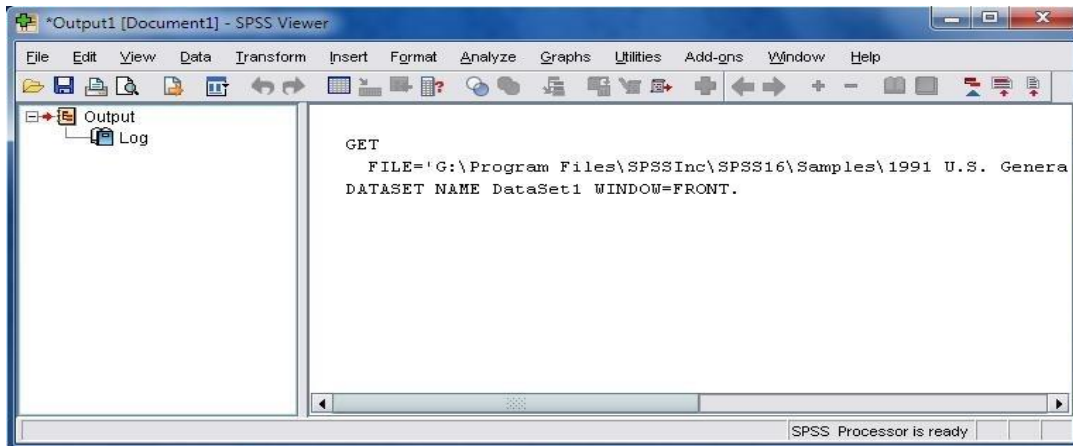 *Output1 [Document1] - SPSS Viewer
File Edit View Data Transform Insert Format Analyze Graphs Utilities Add-ons Window Help
Output
Log
GET
FILE='G:\Program Files\SPSSInc\SPSS16\Samples\1991 U.S. Genera
DATASET NAME DataSet1 WINDOW=FRONT.
SPSS Processor is ready